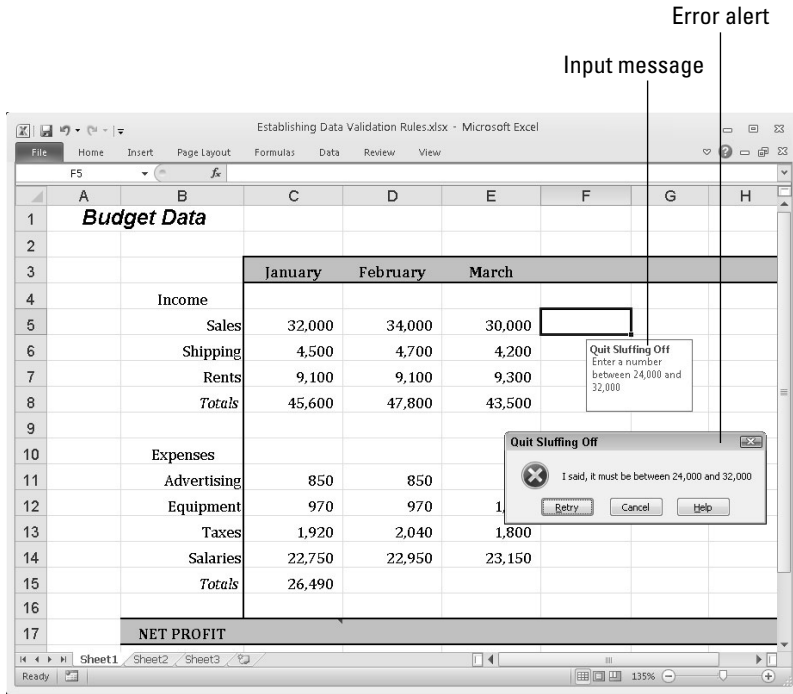 Error alert
Input message
Establishing Data Validation Rules.xlsx - Microsoft Excel
File Home Insert Page Layout Formulas Data Review View
F5 fx
A B C D E F G H
1 Budget Data
2
3 January February March
4 Income
5 Sales 32,000 34,000 30,000
6 Shipping 4,500 4,700 4,200
7 Rents 9,100 9,100 9,300
8 Totals 45,600 47,800 43,500
Quit Sluffing Off
Enter a number
between 24,000 and
32,000
9
10 Expenses
11 Advertising 850 850
12 Equipment 970 970 1,
13 Taxes 1,920 2,040 1,800
14 Salaries 22,750 22,950 23,150
15 Totals 26,490
16
17 NET PROFIT
Quit Sluffing Off
I said, it must be between 24,000 and 32,000
Retry Cancel Help
Sheet1 Sheet2 Sheet3
Ready 135%